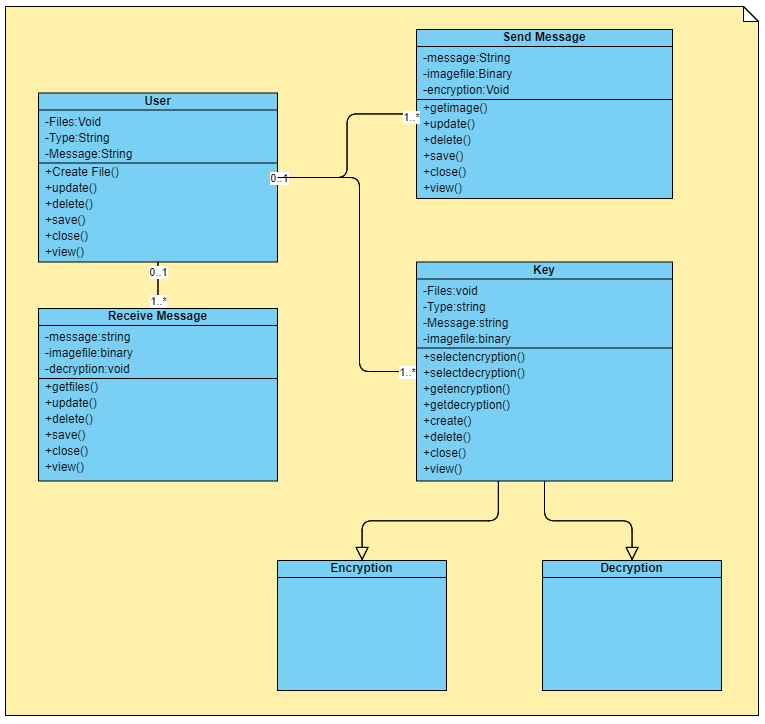 User
-Files:Void
-Type:String
-Message:String
+Create File()
+update()
+delete()
+save()
+close()
+view()
0..1
0..1
1..*
Receive Message
-message:string
-imagefile:binary
-decryption:void
+getfiles()
+update()
+delete()
+save()
+close()
+view()
Send Message
-message:String
-imagefile:Binary
-encryption:Void
1..*
+getimage()
+update()
+delete()
+save()
+close()
+view()
Key
-Files:void
-Type:string
-Message:string
-imagefile:binary
1..*
+selectencryption()
+selectdecryption()
+getencryption()
+getdecryption()
+create()
+delete()
+close()
+view()
Encryption
Decryption